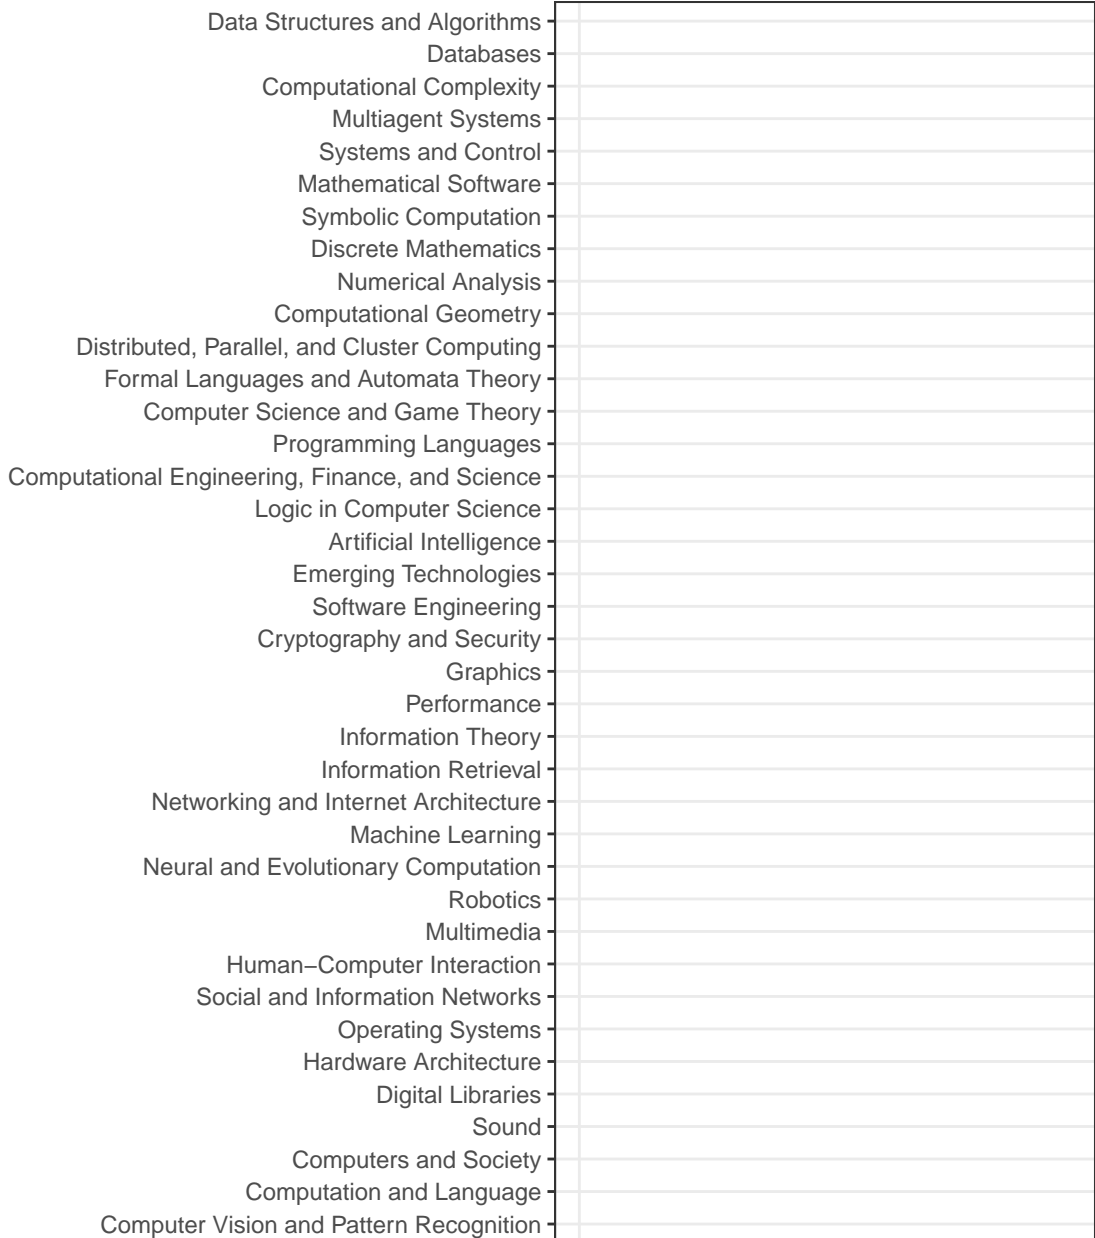 Data Structures and Algorithms
Databases
Computational Complexity
Multiagent Systems
Systems and Control
Mathematical Software
Symbolic Computation
Discrete Mathematics
Numerical Analysis
Computational Geometry
Distributed, Parallel, and Cluster Computing
Formal Languages and Automata Theory
Computer Science and Game Theory
Programming Languages
Computational Engineering, Finance, and Science
Logic in Computer Science
Artificial Intelligence
Emerging Technologies
Software Engineering
Cryptography and Security
Graphics
Performance
Information Theory
Information Retrieval
Networking and Internet Architecture
Machine Learning
Neural and Evolutionary Computation
Robotics
Multimedia
Human−Computer Interaction
Social and Information Networks
Operating Systems
Hardware Architecture
Digital Libraries
Sound
Computers and Society
Computation and Language
Computer Vision and Pattern Recognition